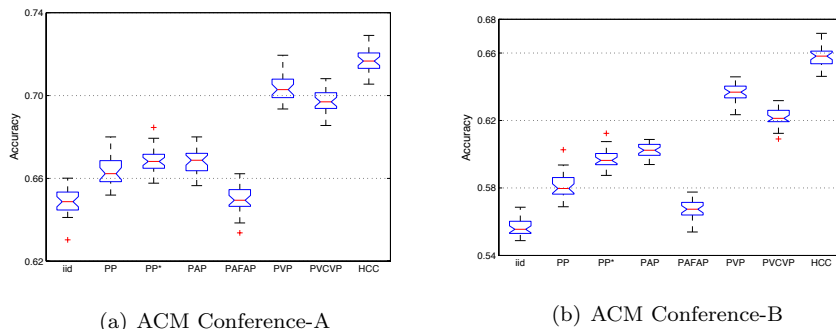 0.74
0.70
0.66
0.62
Accuracy
iid PP PP* PAP PAFAP PVP PVCVP HCC
(a) ACM Conference-A
0.68
0.66
0.62
0.58
0.54
Accuracy
iid PP PP* PAP PAFAP PVP PVCVP HCC
(b) ACM Conference-B